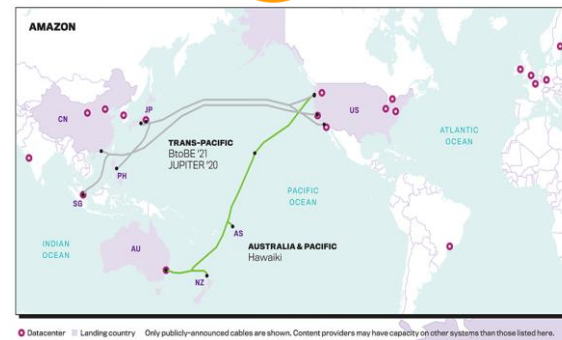 AMAZON
CN
JP
US
TRANS-PACIFIC
BtoBE '21
JUPITER '20
ATLANTIC
OCEAN
PH
SG
PACIFIC
OCEAN
INDIAN
OCEAN
AU
AS
AUSTRALIA & PACIFIC
Hawaiki
NZ
Datacenter Landing country Only publicly-announced cables are shown. Content providers may have capacity on other systems than those listed here.